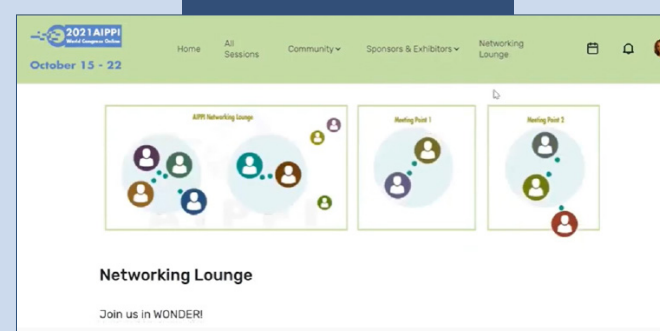 2021AIPPI
World Congress Online
October 15 - 22
Home
All
Sessions
Community
Sponsors & Exhibitors
Networking
Lounge
AIPPI Networking Lounge
Meeting Point 1
Meeting Point 2
AIPPI
Networking Lounge
Join us in WONDER!